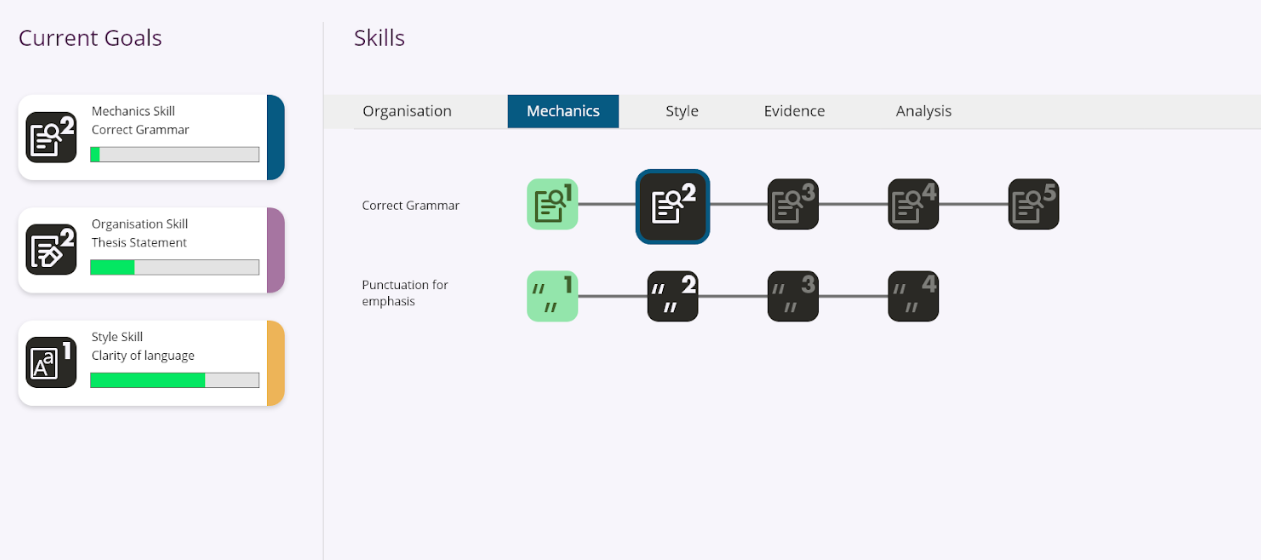 Current Goals
Mechanics Skill
Correct Grammar
2
Organisation Skill
Thesis Statement
2
Style Skill
Clarity of language
1
Aa
Skills
Organisation Mechanics Style Evidence Analysis
Correct Grammar 1 2 3 4 5
Punctuation for
emphasis
" " 1 " " 2 " " 3 " " 4